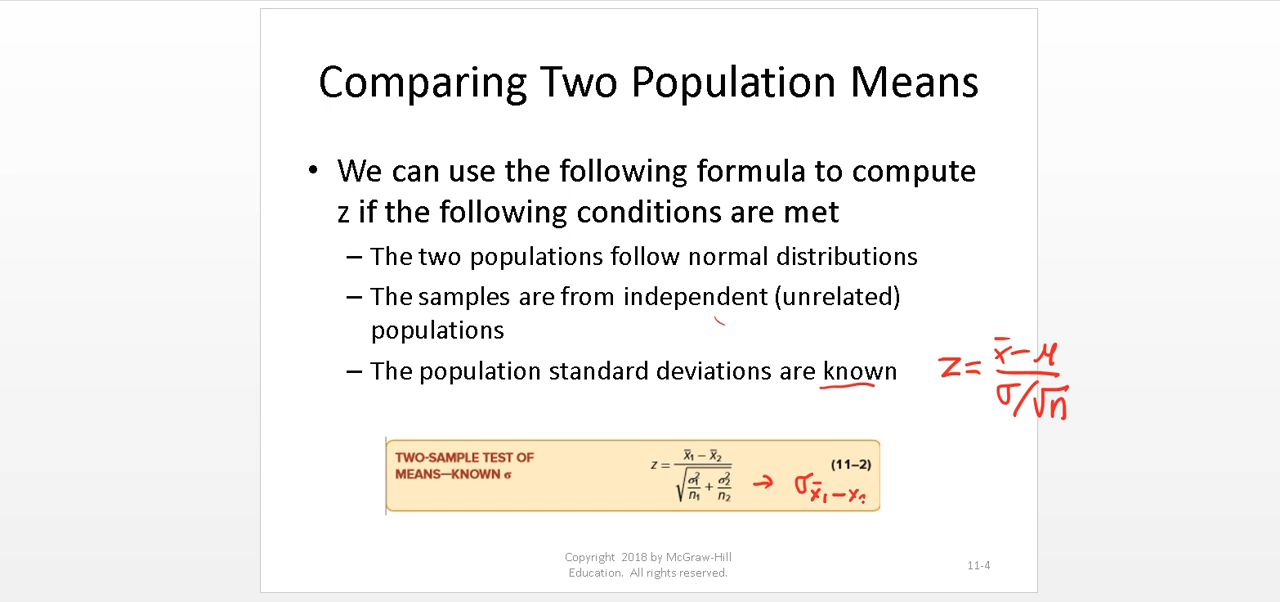 Comparing Two Population Means
• We can use the following formula to compute
z if the following conditions are met
– The two populations follow normal distributions
– The samples are from independent (unrelated)
populations
– The population standard deviations are known
z = (x̄ – μ) / (σ/√n)
TWO-SAMPLE TEST OF
MEANS—KNOWN σ
z = (x̄₁ – x̄₂) / √(σ₁²/n₁ + σ₂²/n₂) → σ x̄₁ – x₂
(11–2)
Copyright 2018 by McGraw-Hill
Education. All rights reserved.
11-4